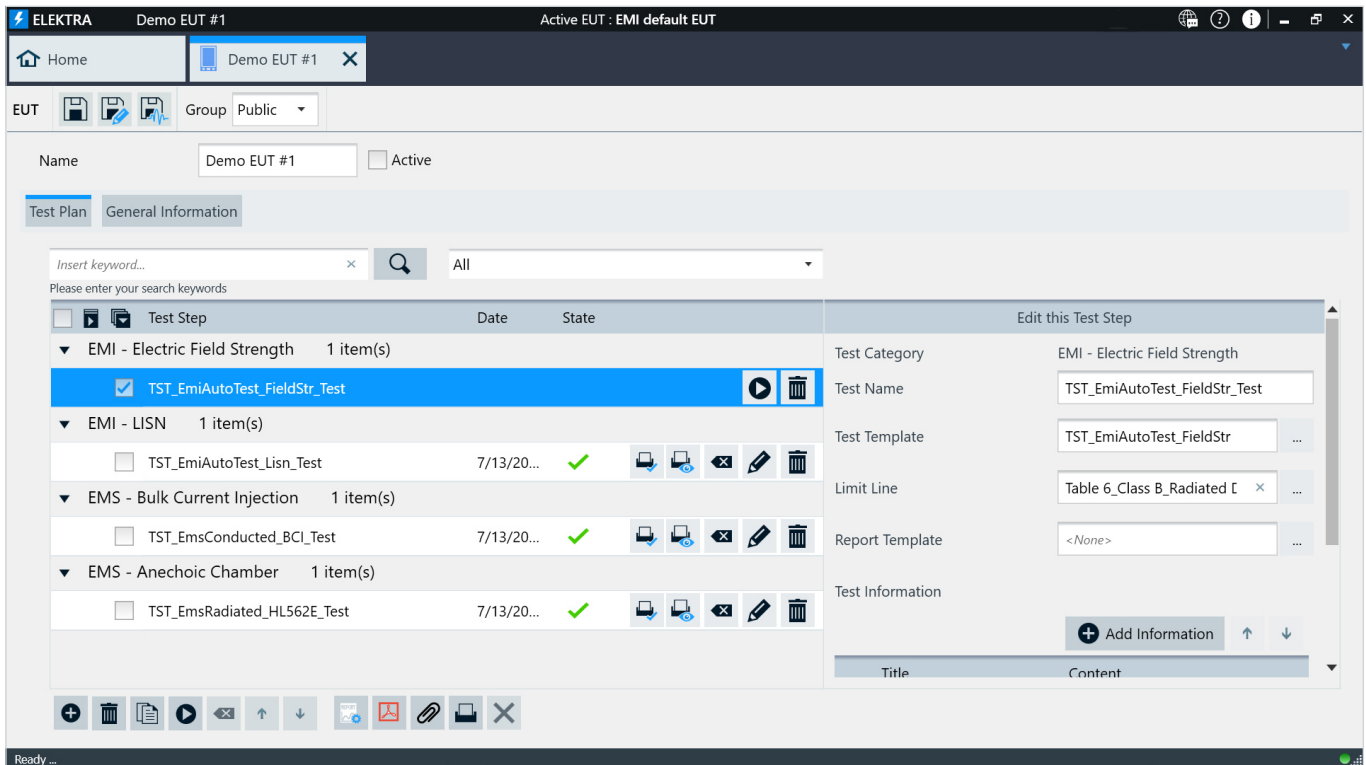 ELEKTRA Demo EUT #1 Active EUT : EMI default EUT
Home Demo EUT #1
EUT Group Public
Name Demo EUT #1 Active
Test Plan General Information
Insert keyword... All
Please enter your search keywords
Test Step Date State Edit this Test Step
EMI - Electric Field Strength 1 item(s) Test Category EMI - Electric Field Strength
TST_EmiAutoTest_FieldStr_Test Test Name TST_EmiAutoTest_FieldStr_Test
EMI - LISN 1 item(s) Test Template TST_EmiAutoTest_FieldStr ...
TST_EmiAutoTest_Lisn_Test 7/13/20...
EMS - Bulk Current Injection 1 item(s) Limit Line Table 6_Class B_Radiated ...
TST_EmsConducted_BCI_Test 7/13/20... Report Template <None> ...
EMS - Anechoic Chamber 1 item(s) Test Information
TST_EmsRadiated_HL562E_Test 7/13/20...
Add Information
Title Content
Ready ...